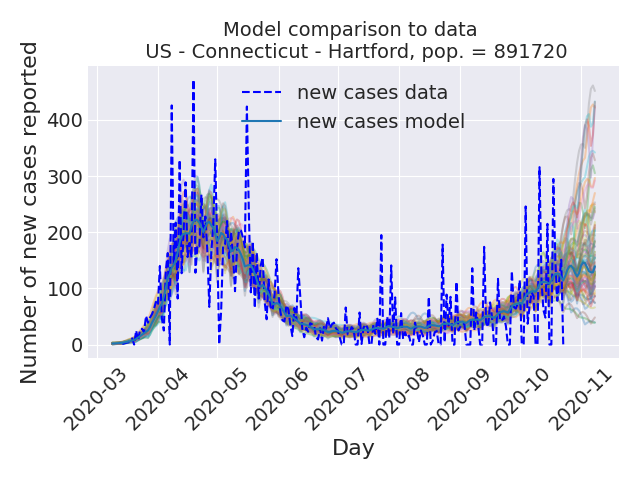 Model comparison to data
US - Connecticut - Hartford, pop. = 891720
Number of new cases reported
400
300
200
100
0
new cases data
new cases model
2020-03
2020-04
2020-05
2020-06
2020-07
2020-08
2020-09
2020-10
2020-11
Day